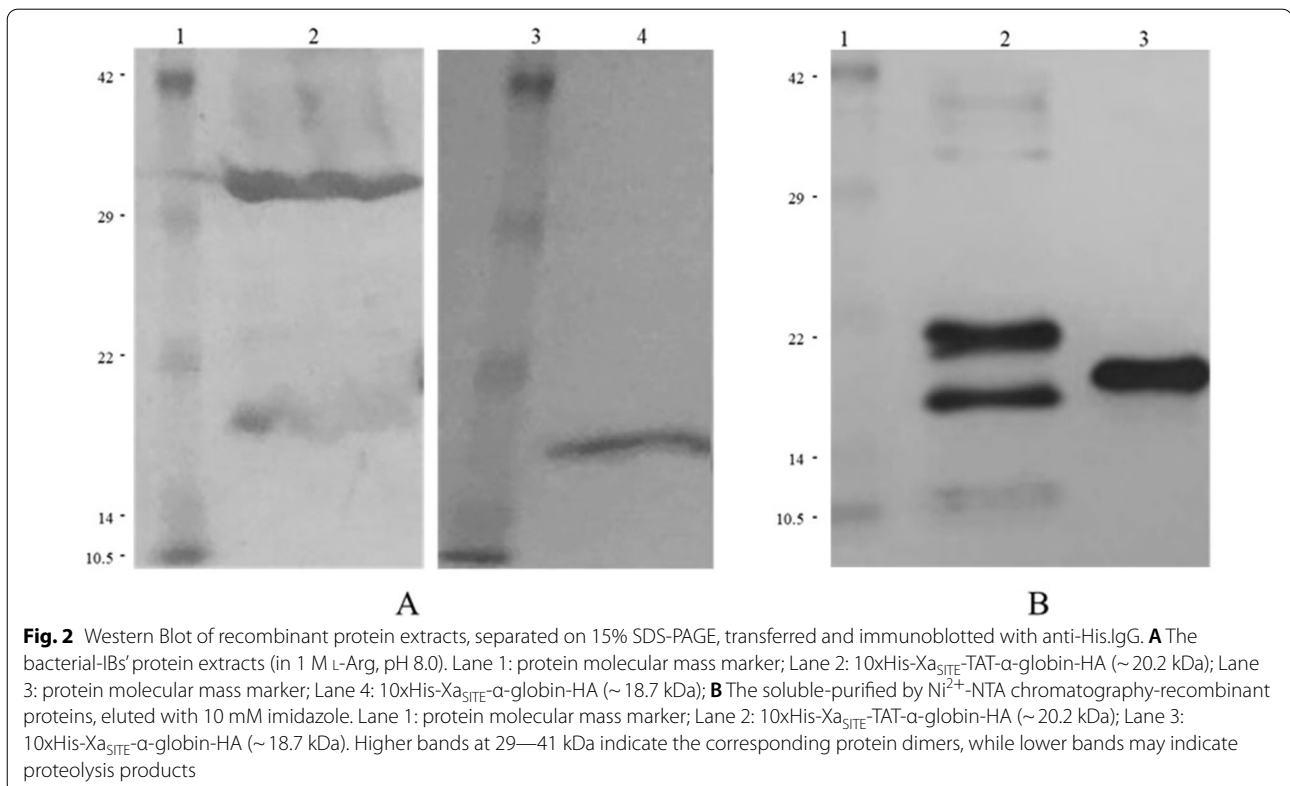 1 2 3 4
42 -
29 -
22 -
14 -
10.5 -
A
1 2 3
42 -
29 -
22 -
14 -
10.5 -
B
Fig. 2 Western Blot of recombinant protein extracts, separated on 15% SDS-PAGE, transferred and immunoblotted with anti-His.IgG. A The
bacterial-IBs’ protein extracts (in 1 M L-Arg, pH 8.0). Lane 1: protein molecular mass marker; Lane 2: 10xHis-XaSITE-TAT-α-globin-HA (~ 20.2 kDa); Lane
3: protein molecular mass marker; Lane 4: 10xHis-XaSITE-α-globin-HA (~ 18.7 kDa); B The soluble-purified by Ni2+-NTA chromatography-recombinant
proteins, eluted with 10 mM imidazole. Lane 1: protein molecular mass marker; Lane 2: 10xHis-XaSITE-TAT-α-globin-HA (~ 20.2 kDa); Lane 3:
10xHis-XaSITE-α-globin-HA (~ 18.7 kDa). Higher bands at 29—41 kDa indicate the corresponding protein dimers, while lower bands may indicate
proteolysis products